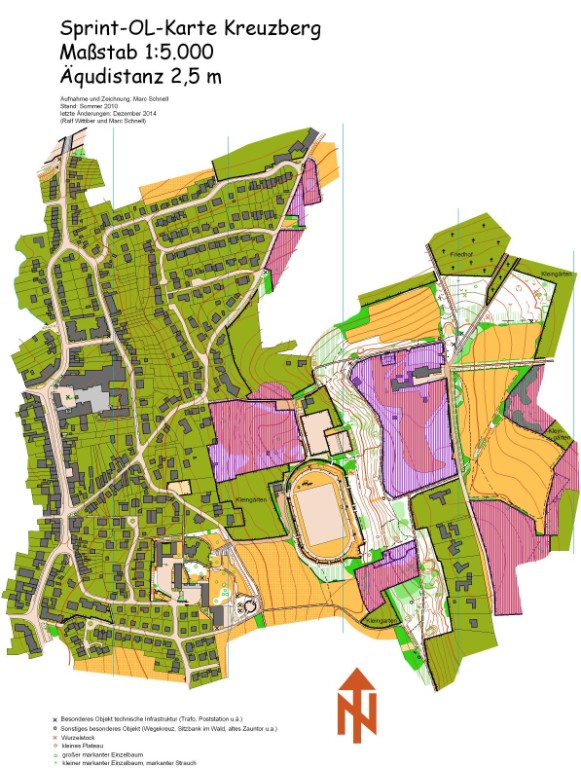 Sprint-OL-Karte Kreuzberg
Maßstab 1:5.000
Äqudistanz 2,5 m
Aufnahme und Zeichnung: Marc Schnell
Stand: Sommer 2010
letzte Änderungen: Dezember 2014
(Ralf Wittber und Marc Schnell)
Friedhof
Kleingärten
Klein-
gärten
Kleingärten
Kleingärten
N
Besonderes Objekt technische Infrastruktur (Trafo, Poststation u.ä.)
Sonstiges besonderes Objekt (Wegekreuz, Sitzbank im Wald, altes Zauntor u.a.)
Wurzelstock
kleines Plateau
großer markanter Einzelbaum
kleiner markanter Einzelbaum, markanter Strauch